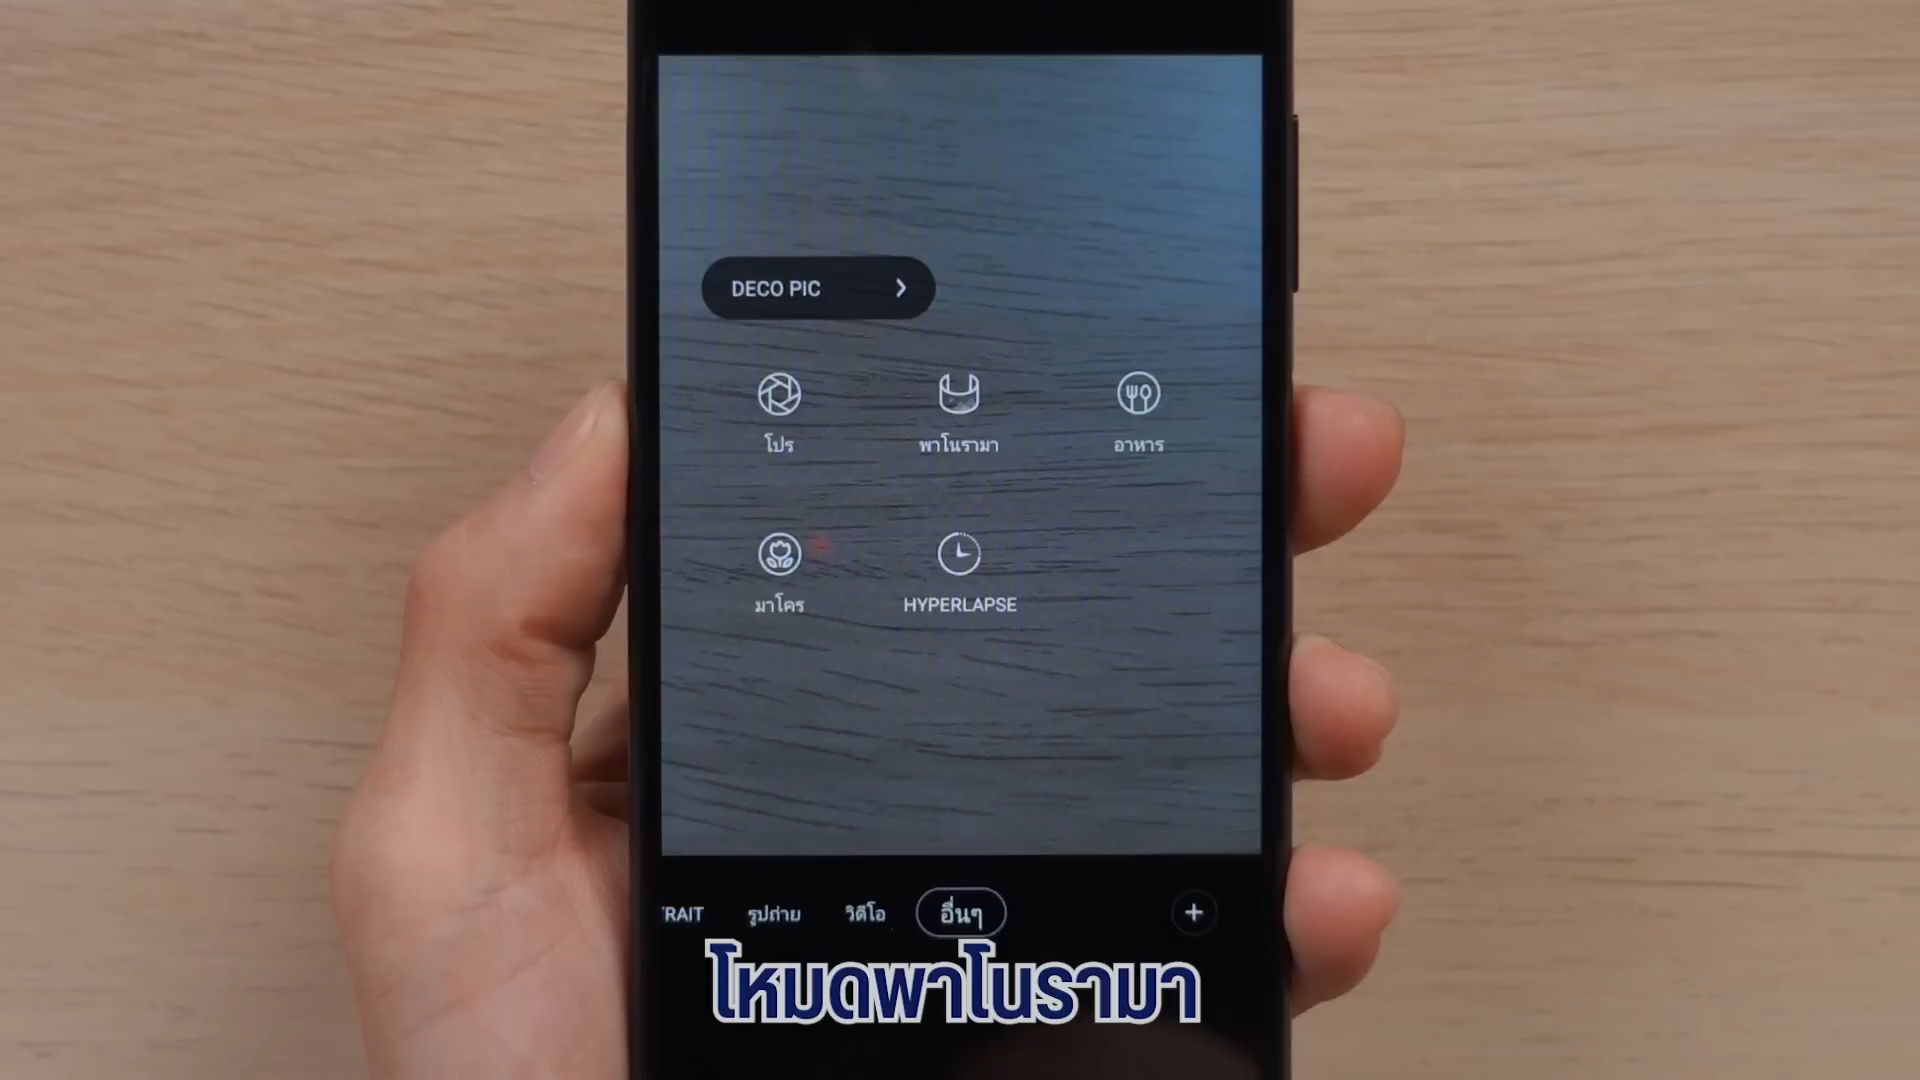 DECO PIC
โปร
พาโนรามา
อาหาร
มาโคร
HYPERLAPSE
TRAIT
รูปถ่าย
วิดีโอ
อื่นๆ
โหมดพาโนรามา